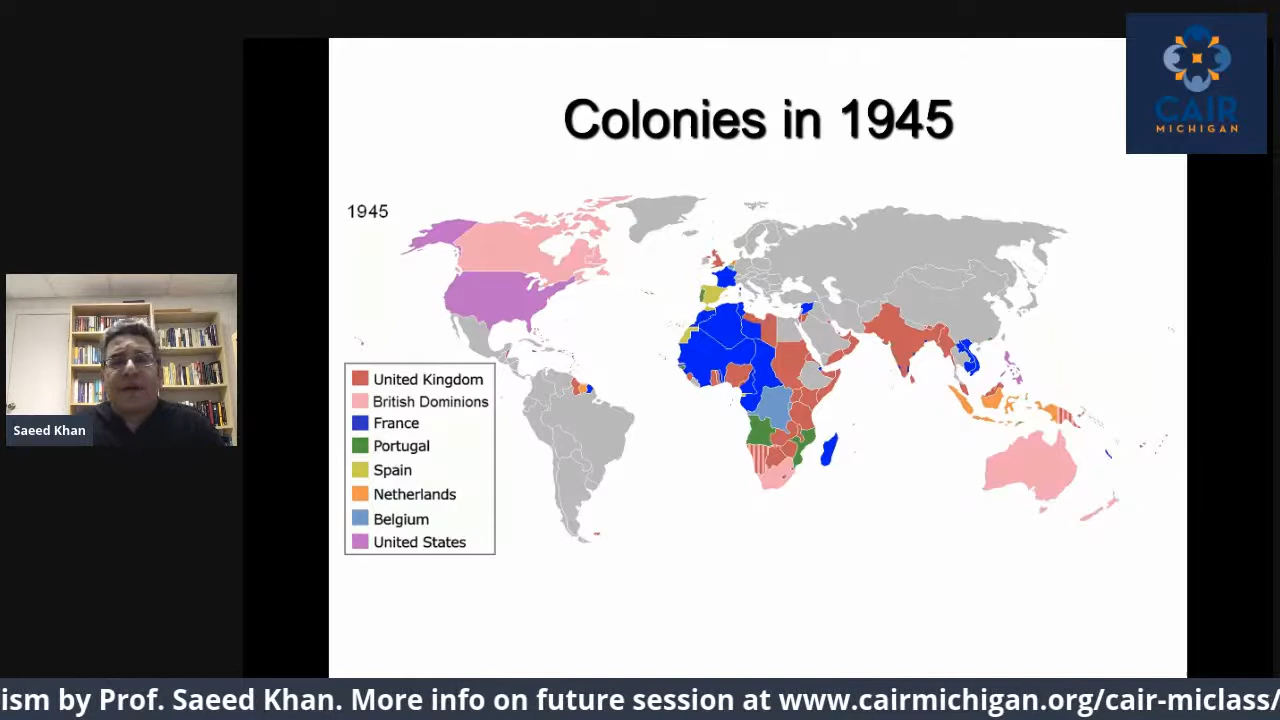 Colonies in 1945
CAIR
MICHIGAN
1945
United Kingdom
British Dominions
France
Portugal
Spain
Netherlands
Belgium
United States
Saeed Khan
ism by Prof. Saeed Khan. More info on future session at www.cairmichigan.org/cair-miclass/